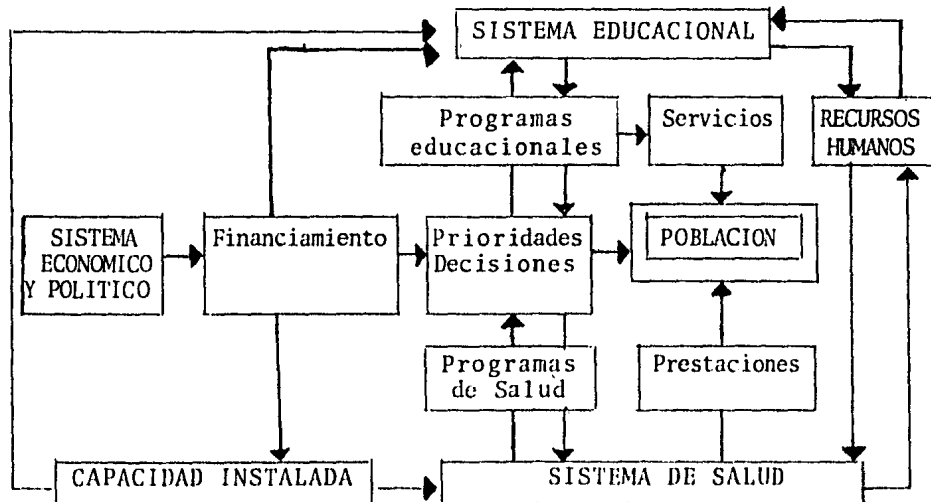 SISTEMA EDUCACIONAL
Programas
educacionales
Servicios
RECURSOS
HUMANOS
SISTEMA
ECONOMICO
Y POLITICO
Financiamiento
Prioridades
Decisiones
POBLACION
Programas
de Salud
Prestaciones
CAPACIDAD INSTALADA
SISTEMA DE SALUD